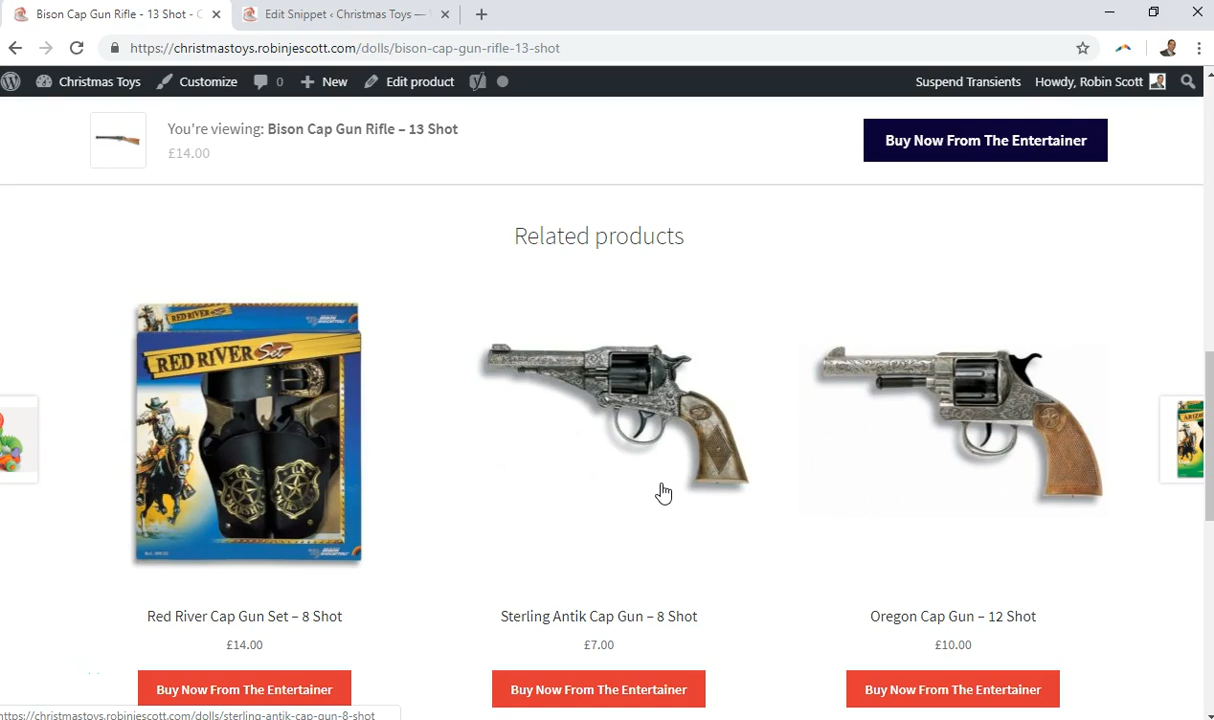 Bison Cap Gun Rifle - 13 Shot - C
Edit Snippet ‹ Christmas Toys —
https://christmastoys.robinjescott.com/dolls/bison-cap-gun-rifle-13-shot
Christmas Toys Customize 0 New Edit product Suspend Transients Howdy, Robin Scott
You're viewing: Bison Cap Gun Rifle – 13 Shot
£14.00
Buy Now From The Entertainer
Related products
RED RIVER
RED RIVER Set
Red River Cap Gun Set – 8 Shot
Sterling Antik Cap Gun – 8 Shot
Oregon Cap Gun – 12 Shot
£14.00
£7.00
£10.00
Buy Now From The Entertainer
Buy Now From The Entertainer
Buy Now From The Entertainer
https://christmastoys.robinjescott.com/dolls/sterling-antik-cap-gun-8-shot